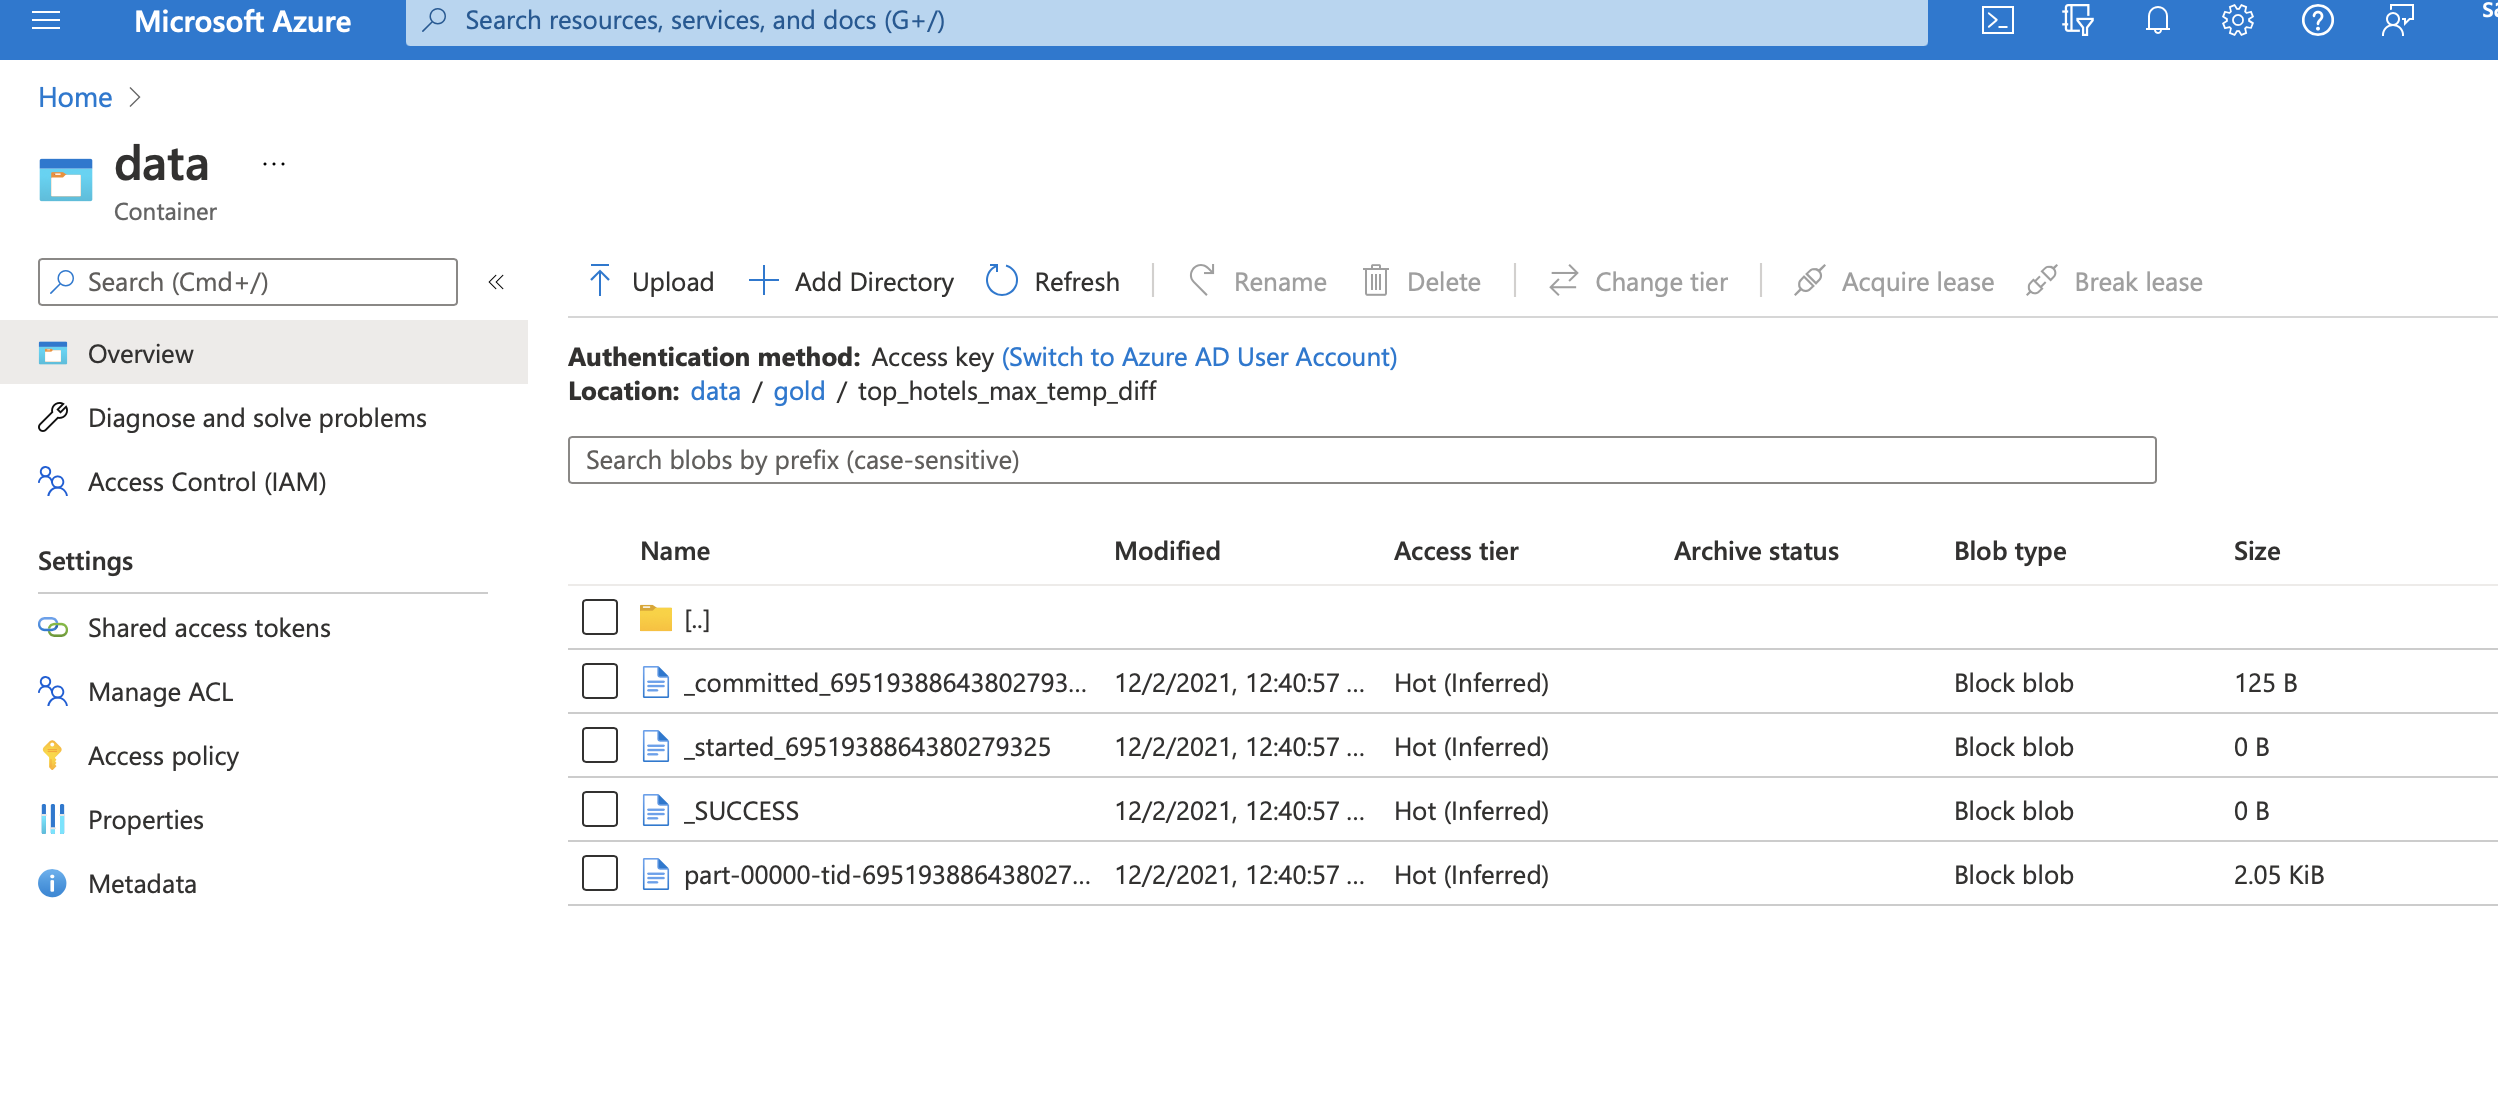 Microsoft Azure
Search resources, services, and docs (G+/)
Home
data
...
Container
Search (Cmd+/)
Upload
Add Directory
Refresh
Rename
Delete
Change tier
Acquire lease
Break lease
Overview
Diagnose and solve problems
Access Control (IAM)
Settings
Shared access tokens
Manage ACL
Access policy
Properties
Metadata
Authentication method: Access key (Switch to Azure AD User Account)
Location: data / gold / top_hotels_max_temp_diff
Search blobs by prefix (case-sensitive)
Name Modified Access tier Archive status Blob type Size
[..]
_committed_69519388643802793... 12/2/2021, 12:40:57 ... Hot (Inferred) Block blob 125 B
_started_6951938864380279325 12/2/2021, 12:40:57 ... Hot (Inferred) Block blob 0 B
_SUCCESS 12/2/2021, 12:40:57 ... Hot (Inferred) Block blob 0 B
part-00000-tid-695193886438027... 12/2/2021, 12:40:57 ... Hot (Inferred) Block blob 2.05 KiB